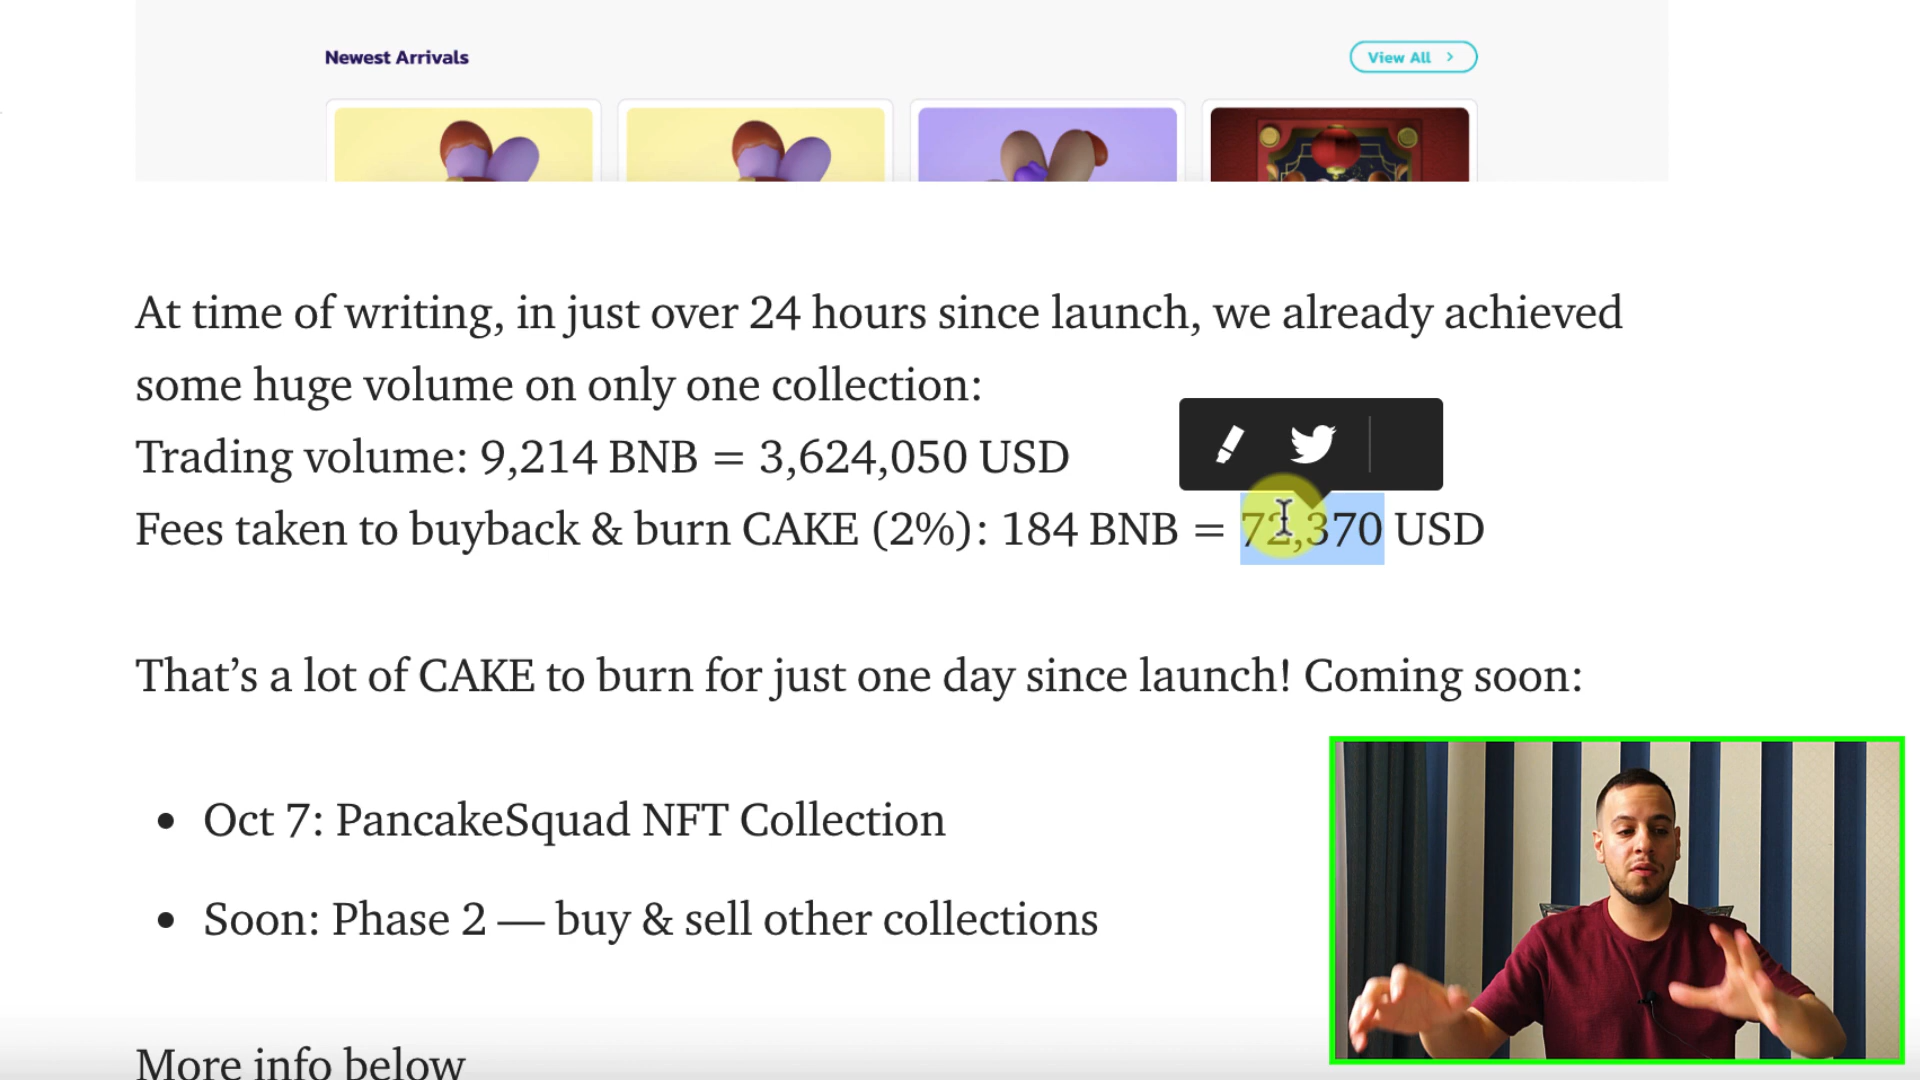 Newest Arrivals
View All >
At time of writing, in just over 24 hours since launch, we already achieved
some huge volume on only one collection:
Trading volume: 9,214 BNB = 3,624,050 USD
Fees taken to buyback & burn CAKE (2%): 184 BNB = 72,370 USD
That’s a lot of CAKE to burn for just one day since launch! Coming soon:
• Oct 7: PancakeSquad NFT Collection
• Soon: Phase 2 — buy & sell other collections
More info below